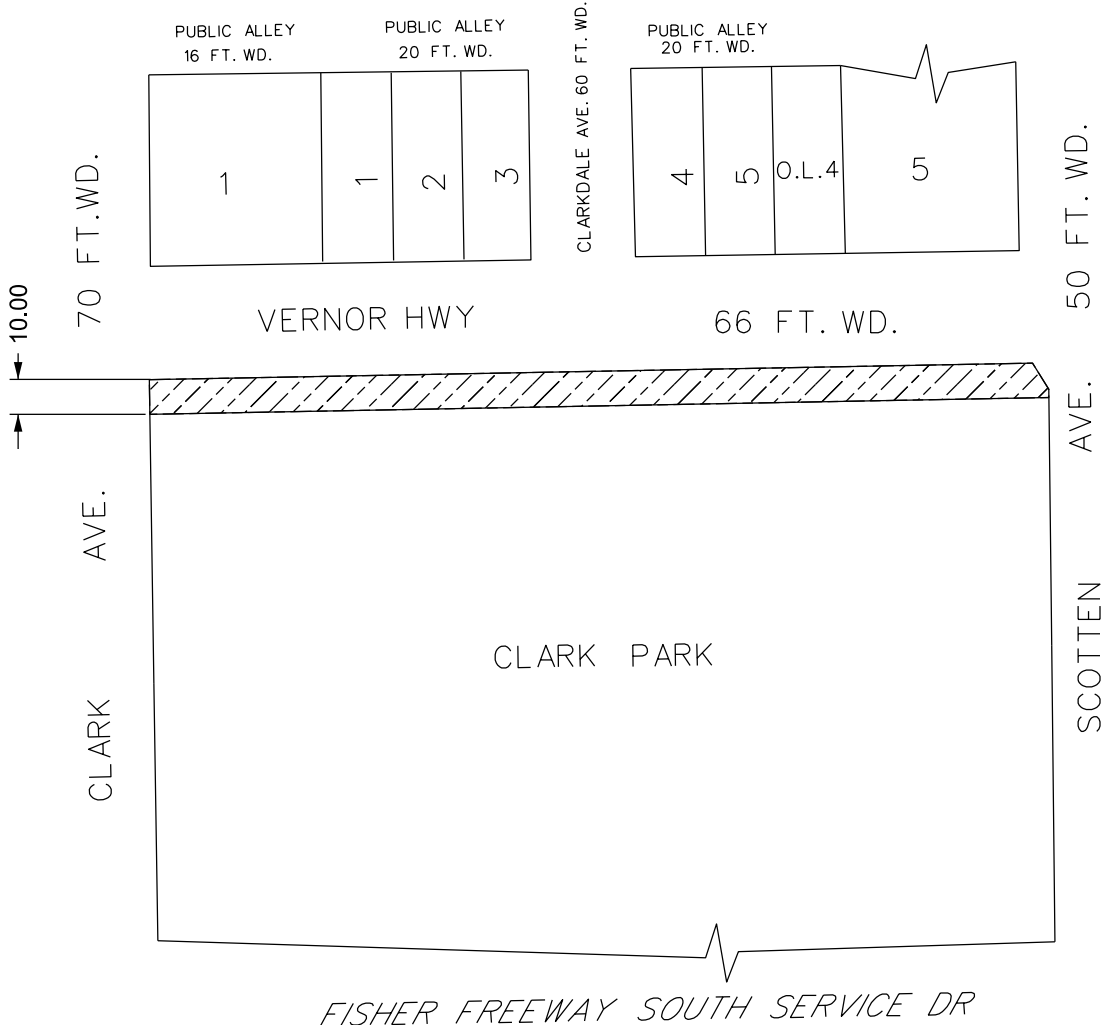 PUBLIC ALLEY
16 FT. WD.
PUBLIC ALLEY
20 FT. WD.
CLARKDALE AVE. 60 FT. WD.
PUBLIC ALLEY
20 FT. WD.
1
1
2
3
4
5
O.L.4
5
70 FT.WD.
50 FT. WD.
10.00
VERNOR HWY
66 FT. WD.
CLARK AVE.
SCOTTEN AVE.
CLARK PARK
FISHER FREEWAY SOUTH SERVICE DR